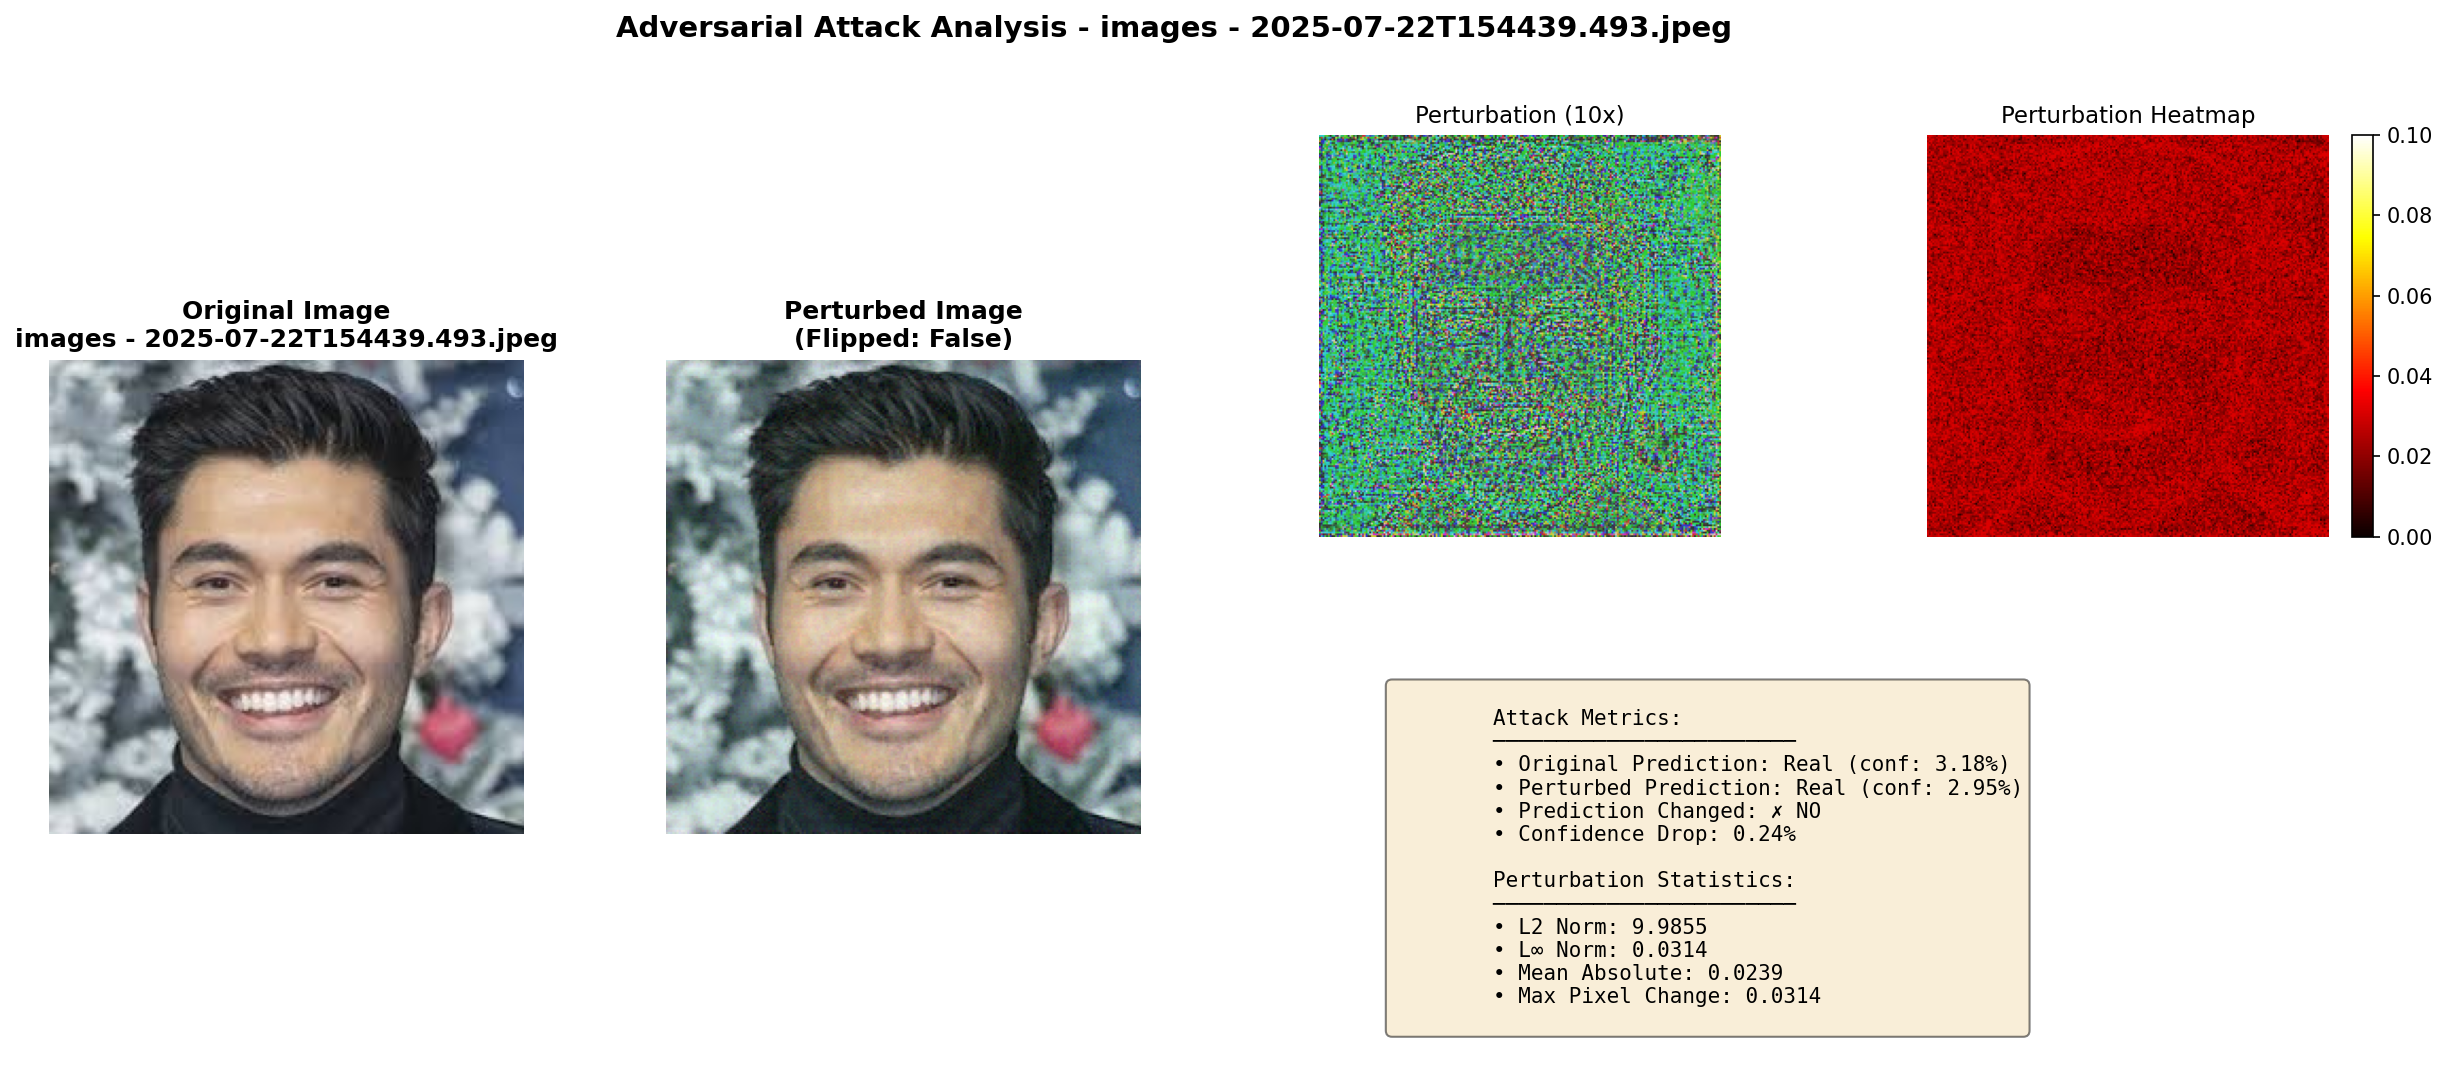 Adversarial Attack Analysis - images - 2025-07-22T154439.493.jpeg
Original Image
images - 2025-07-22T154439.493.jpeg
Perturbed Image
(Flipped: False)
Perturbation (10x)
Perturbation Heatmap
0.10
0.08
0.06
0.04
0.02
0.00
Attack Metrics:
• Original Prediction: Real (conf: 3.18%)
• Perturbed Prediction: Real (conf: 2.95%)
• Prediction Changed: ✗ NO
• Confidence Drop: 0.24%
Perturbation Statistics:
• L2 Norm: 9.9855
• L∞ Norm: 0.0314
• Mean Absolute: 0.0239
• Max Pixel Change: 0.0314